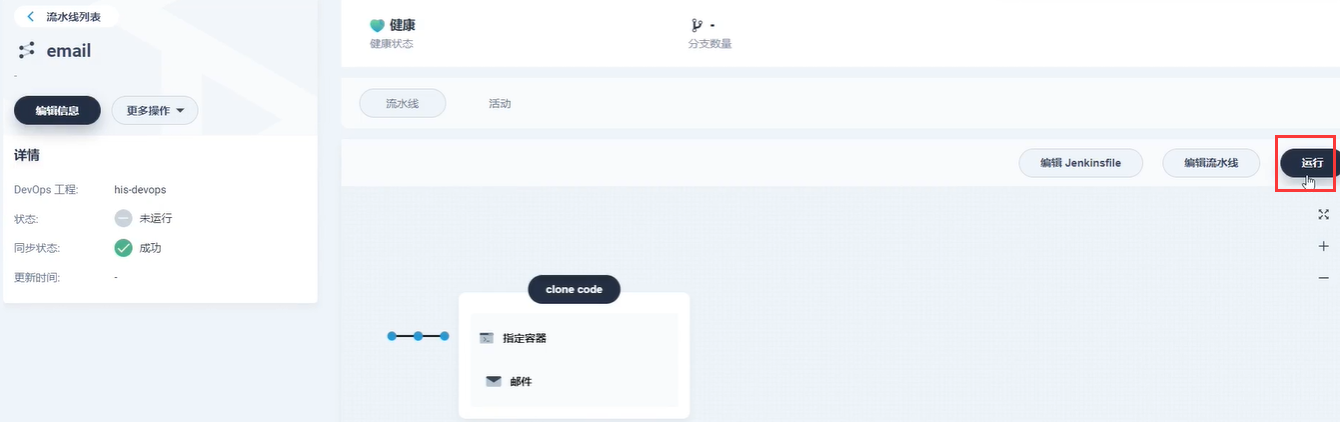 流水线列表
email
-
编辑信息
更多操作
详情
DevOps 工程:
his-devops
状态:
未运行
同步状态:
成功
更新时间:
-
健康
健康状态
-
分支数量
流水线
活动
编辑 Jenkinsfile
编辑流水线
运行
clone code
指定容器
邮件